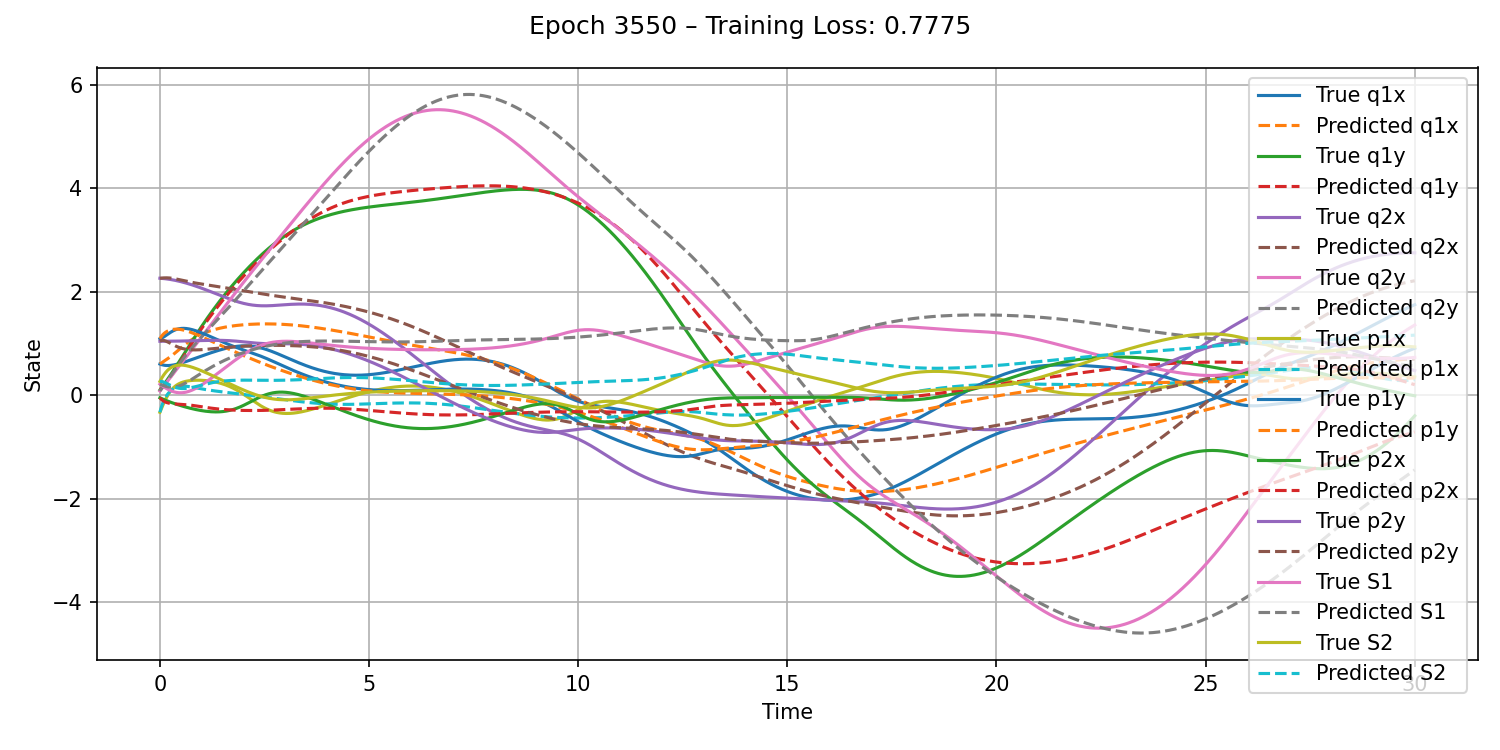 Epoch 3550 – Training Loss: 0.7775
State
6
4
2
0
−2
−4
True q1x
Predicted q1x
True q1y
Predicted q1y
True q2x
Predicted q2x
True q2y
Predicted q2y
True p1x
Predicted p1x
True p1y
Predicted p1y
True p2x
Predicted p2x
True p2y
Predicted p2y
True S1
Predicted S1
True S2
Predicted S2
0 5 10 15 20 25 30
Time